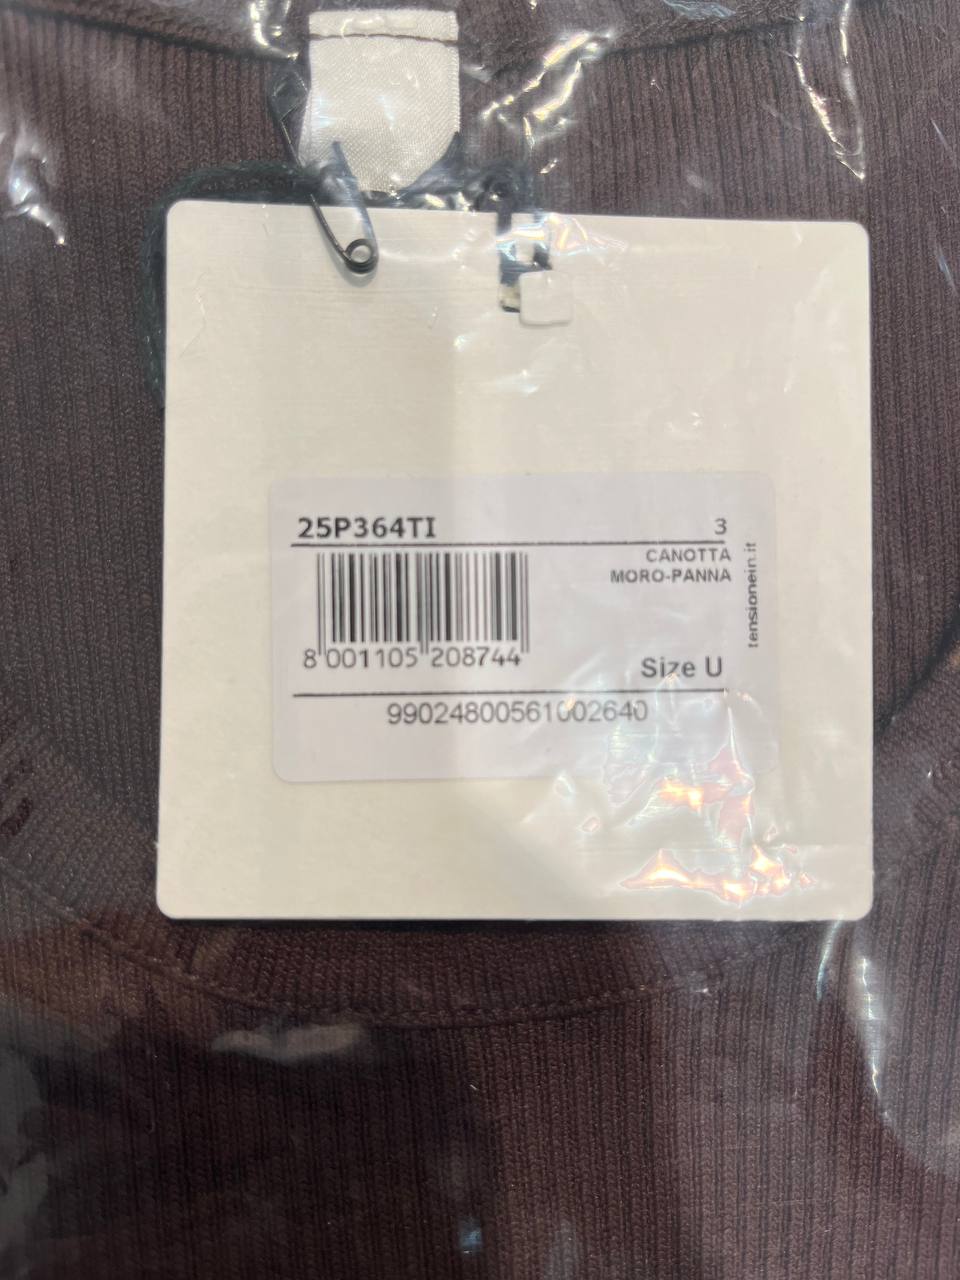 25P364TI 3
CANOTTA
MORO-PANNA
tensionein.it
8 001105 208744
Size U
99024800561002640